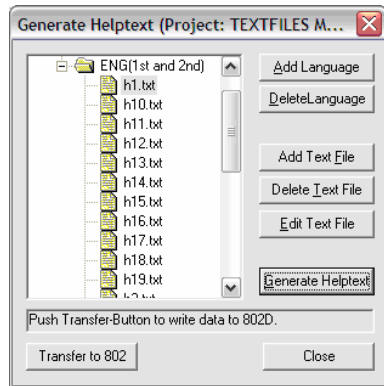 Generate Helptext (Project: TEXTFILES M...
ENG(1st and 2nd)
h1.txt
h10.txt
h11.txt
h12.txt
h13.txt
h14.txt
h15.txt
h16.txt
h17.txt
h18.txt
h19.txt
h2.txt
Add Language
DeleteLanguage
Add Text File
Delete Text File
Edit Text File
Generate Helptext
Push Transfer-Button to write data to 802D.
Transfer to 802
Close